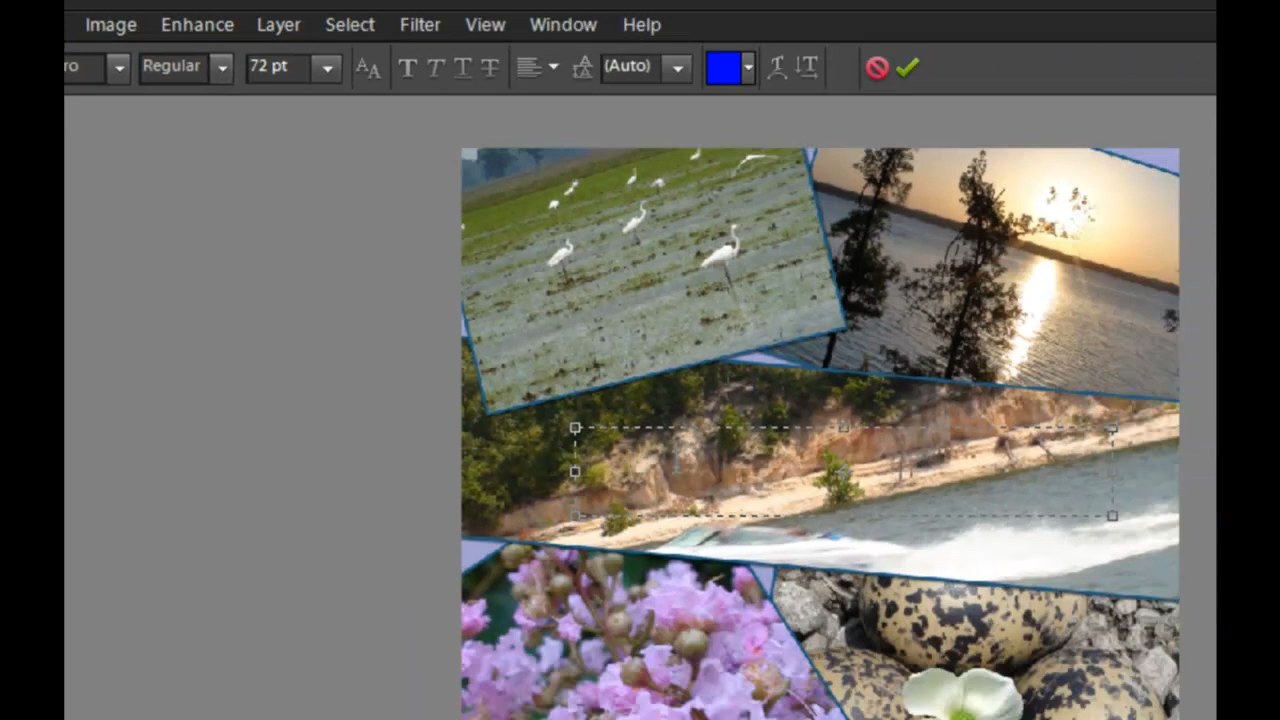 Image Enhance Layer Select Filter View Window Help
ro Regular 72 pt (Auto)